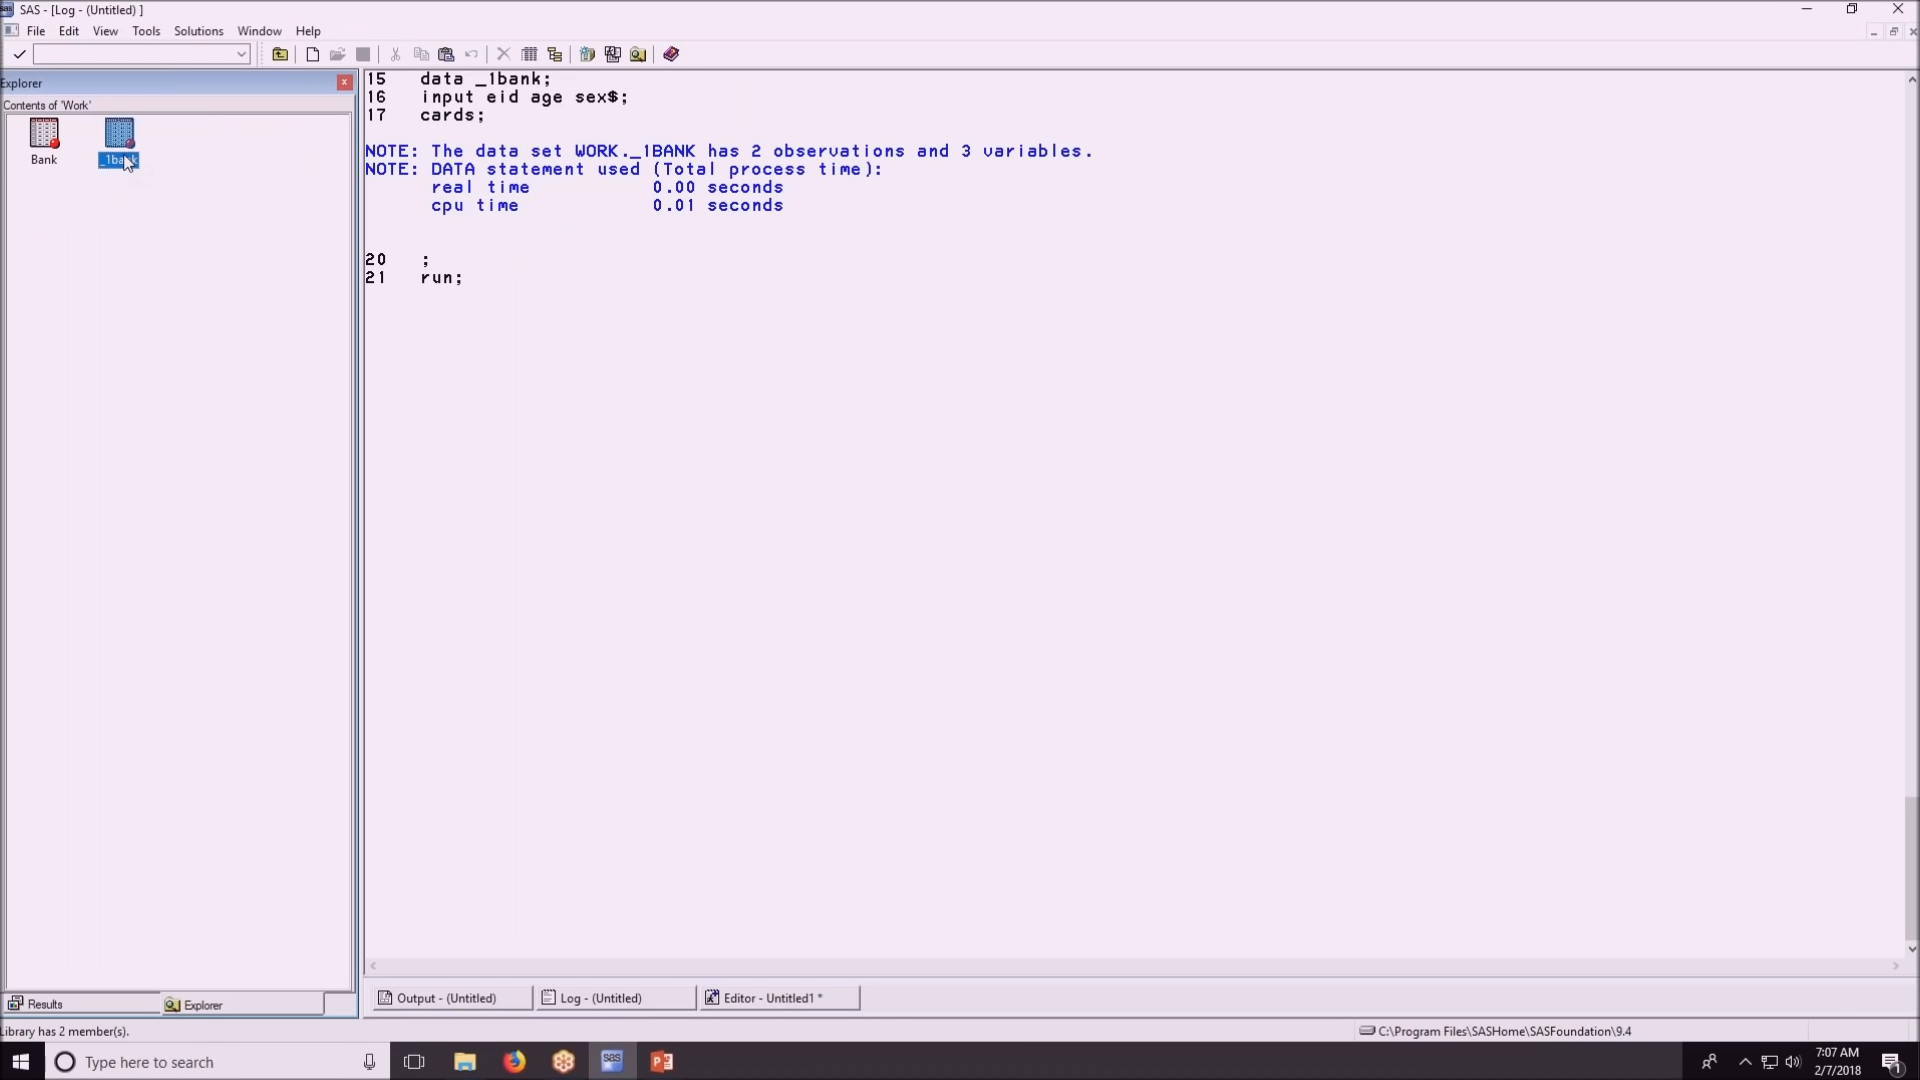 SAS - [Log - (Untitled) ]
File Edit View Tools Solutions Window Help
Explorer
Contents of 'Work'
Bank
_1bank
15 data _1bank;
16 input eid age sex$;
17 cards;
NOTE: The data set WORK._1BANK has 2 observations and 3 variables.
NOTE: DATA statement used (Total process time):
real time 0.00 seconds
cpu time 0.01 seconds
20 ;
21 run;
Results
Explorer
Output - (Untitled)
Log - (Untitled)
Editor - Untitled1 *
Library has 2 member(s).
C:\Program Files\SASHome\SASFoundation\9.4
Type here to search
sas
P
7:07 AM
2/7/2018
1